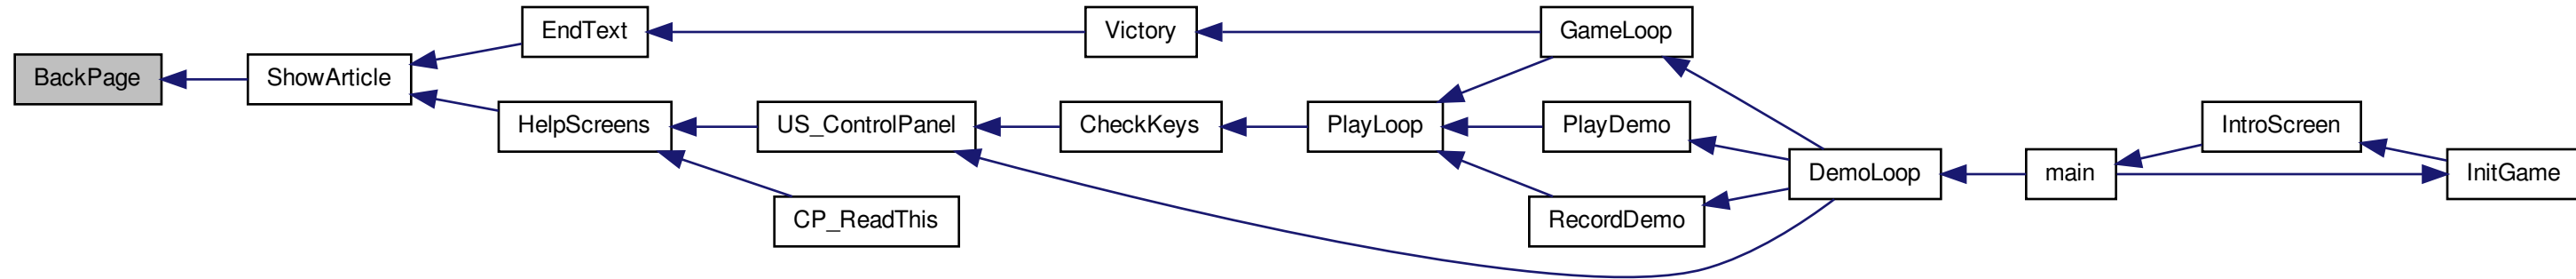 BackPage
ShowArticle
EndText
HelpScreens
Victory
US_ControlPanel
CP_ReadThis
CheckKeys
PlayLoop
GameLoop
PlayDemo
RecordDemo
DemoLoop
main
IntroScreen
InitGame